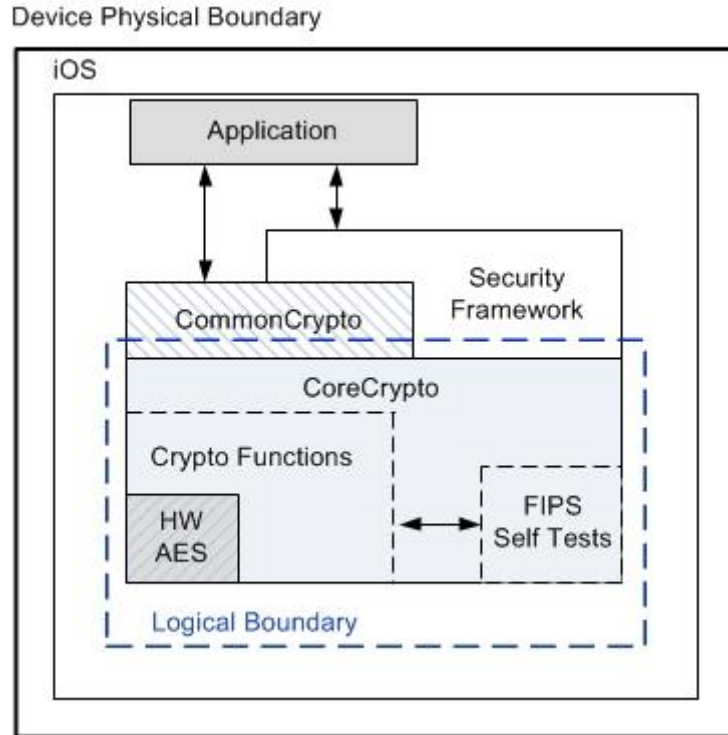 Device Physical Boundary
iOS
Application
Security
Framework
CommonCrypto
CoreCrypto
Crypto Functions
HW
AES
FIPS
Self Tests
Logical Boundary